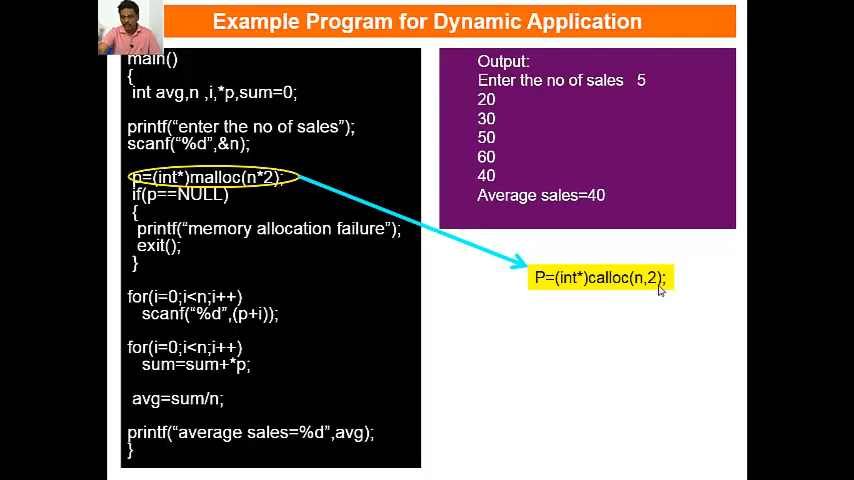 Example Program for Dynamic Application
main()
{
int avg,n ,i,*p,sum=0;
printf(“enter the no of sales”);
scanf(“%d”,&n);
p=(int*)malloc(n*2);
if(p==NULL)
{
printf(“memory allocation failure”);
exit();
}
for(i=0;i<n;i++)
scanf(“%d”,(p+i));
for(i=0;i<n;i++)
sum=sum+*p;
avg=sum/n;
printf(“average sales=%d”,avg);
}
Output:
Enter the no of sales 5
20
30
50
60
40
Average sales=40
P=(int*)calloc(n,2);